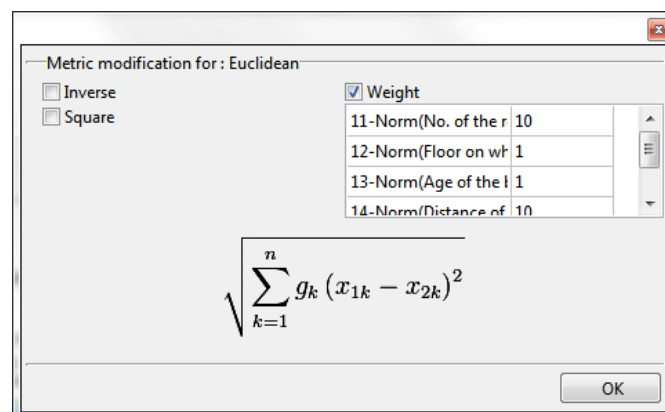 Metric modification for : Euclidean
Inverse
Square
Weight
11-Norm(No. of the r 10
12-Norm(Floor on wh 1
13-Norm(Age of the b 1
14-Norm(Distance of 10
\sqrt{\sum_{k=1}^{n} g_k (x_{1k} - x_{2k})^2}
OK